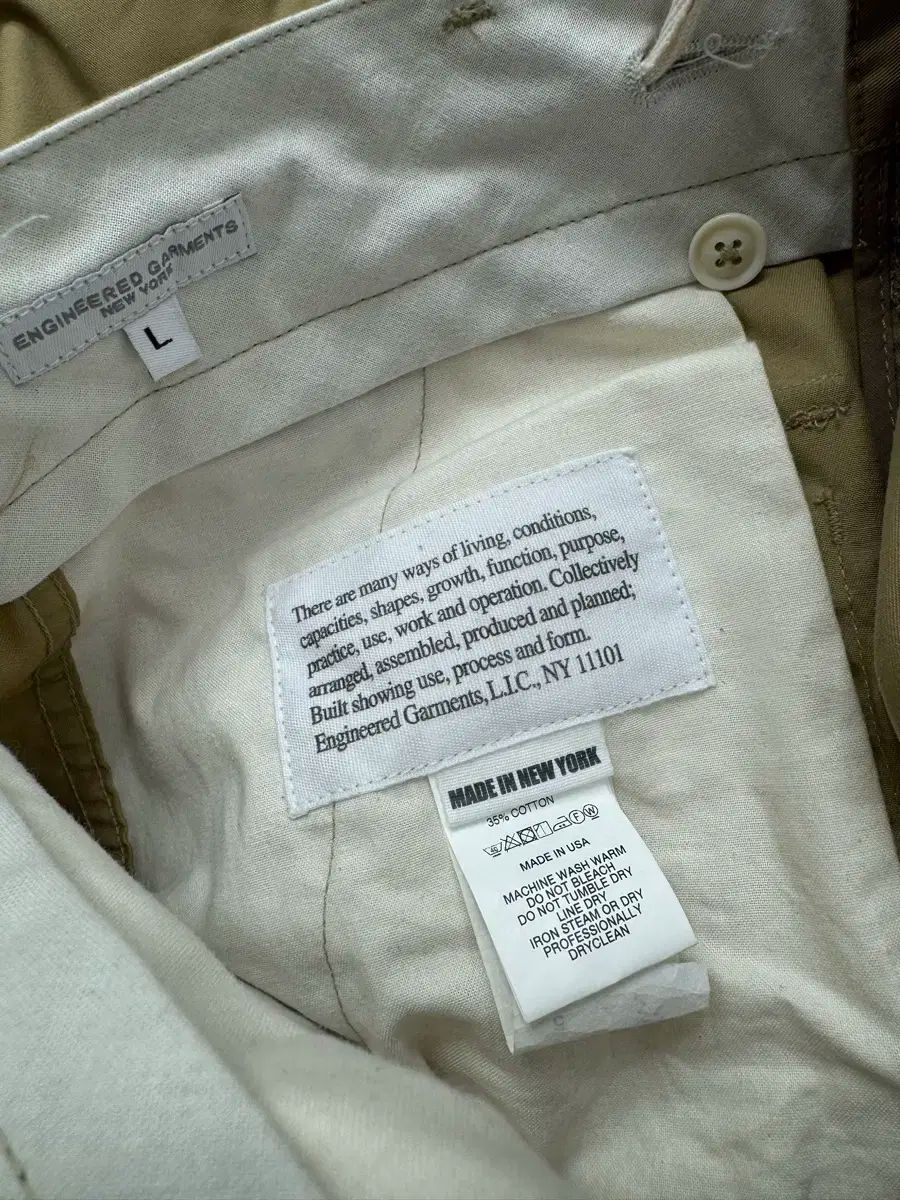 ENGINEERED GARMENTS
NEW YORK
L
There are many ways of living, conditions,
capacities, shapes, growth, function, purpose,
practice, use, work and operation. Collectively
arranged, assembled, produced and planned;
Built showing use, process and form.
Engineered Garments, L.I.C., NY 11101
MADE IN NEW YORK
35% COTTON
MADE IN USA
MACHINE WASH WARM
DO NOT BLEACH
DO NOT TUMBLE DRY
LINE DRY
IRON STEAM OR DRY
PROFESSIONALLY
DRYCLEAN